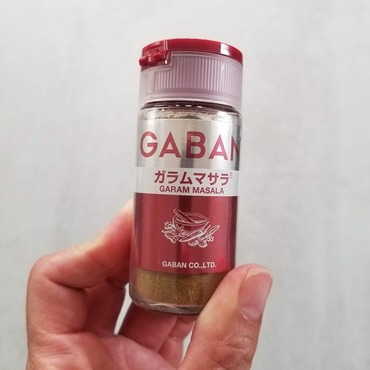 GABAN
ガラムマサラ®
GARAM MASALA
GABAN CO.,LTD.